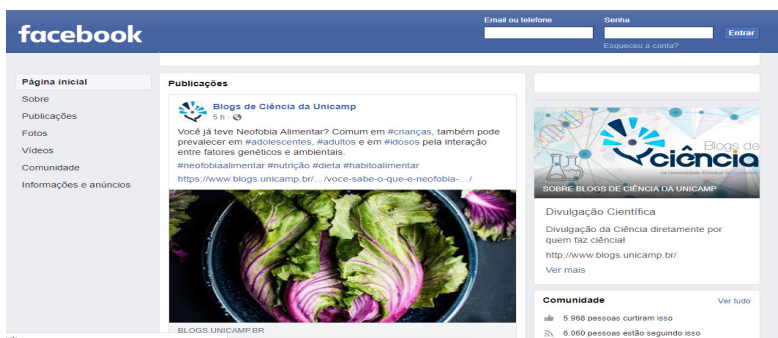 facebook
Email ou telefone
Senha
Entrar
Esqueceu a conta?
Página inicial
Sobre
Publicações
Fotos
Vídeos
Comunidade
Informações e anúncios
Publicações
Blogs de Ciência da Unicamp
5 h
Você já teve Neofobia Alimentar? Comum em #crianças, também pode
prevalecer em #adolescentes, #adultos e em #idosos pela interação
entre fatores genéticos e ambientais.
#neofobiaalimentar #nutrição #dieta #habitoalimentar
https://www.blogs.unicamp.br/…/voce-sabe-o-que-e-neofobia-…/
BLOGS.UNICAMP.BR
Blogs de
ciência
SOBRE BLOGS DE CIÊNCIA DA UNICAMP
Divulgação Científica
Divulgação da Ciência diretamente por
quem faz ciência!
http://www.blogs.unicamp.br/
Ver mais
Comunidade
Ver tudo
5.968 pessoas curtiram isso
6.060 pessoas estão seguindo isso